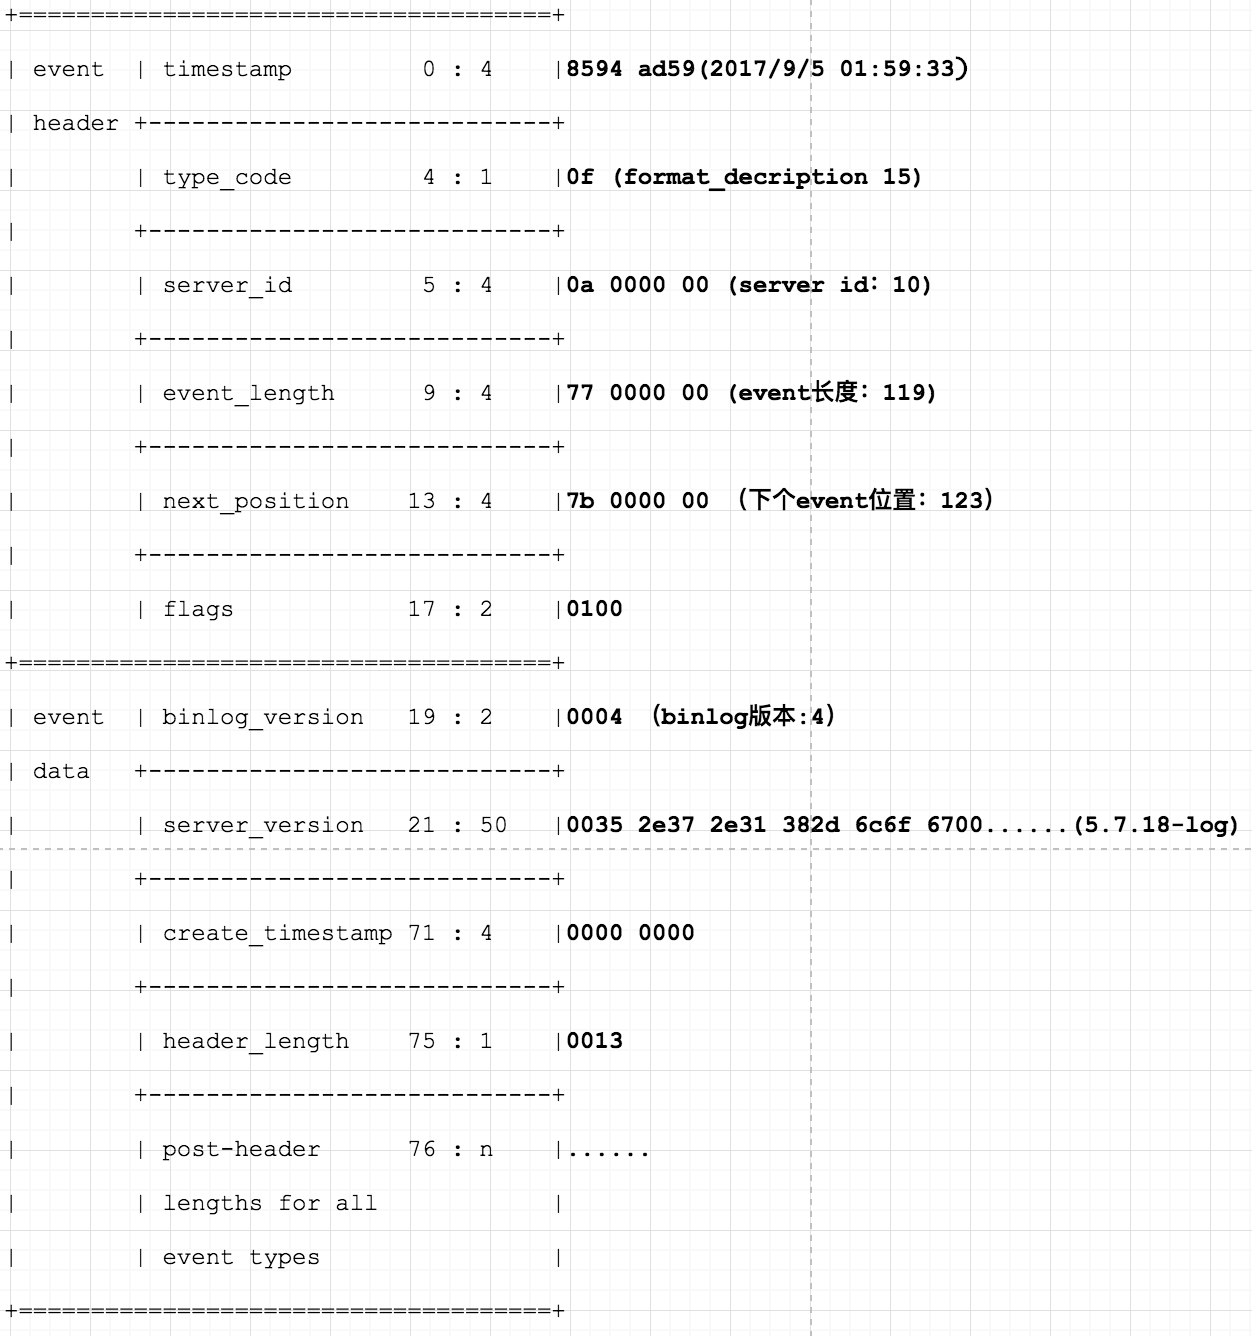 +=====================================+
| event  | timestamp         0 : 4    |8594 ad59(2017/9/5 01:59:33)
| header +----------------------------+
|        | type_code         4 : 1    |0f (format_decription 15)
|        +----------------------------+
|        | server_id         5 : 4    |0a 0000 00 (server id：10)
|        +----------------------------+
|        | event_length      9 : 4    |77 0000 00 (event长度：119)
|        +----------------------------+
|        | next_position    13 : 4    |7b 0000 00 （下个event位置：123）
|        +----------------------------+
|        | flags            17 : 2    |0100
+=====================================+
| event  | binlog_version   19 : 2    |0004 （binlog版本:4）
| data   +----------------------------+
|        | server_version   21 : 50   |0035 2e37 2e31 382d 6c6f 6700......(5.7.18-log)
|        +----------------------------+
|        | create_timestamp 71 : 4    |0000 0000
|        +----------------------------+
|        | header_length    75 : 1    |0013
|        +----------------------------+
|        | post-header      76 : n    |......
|        | lengths for all            |
|        | event types                |
+=====================================+